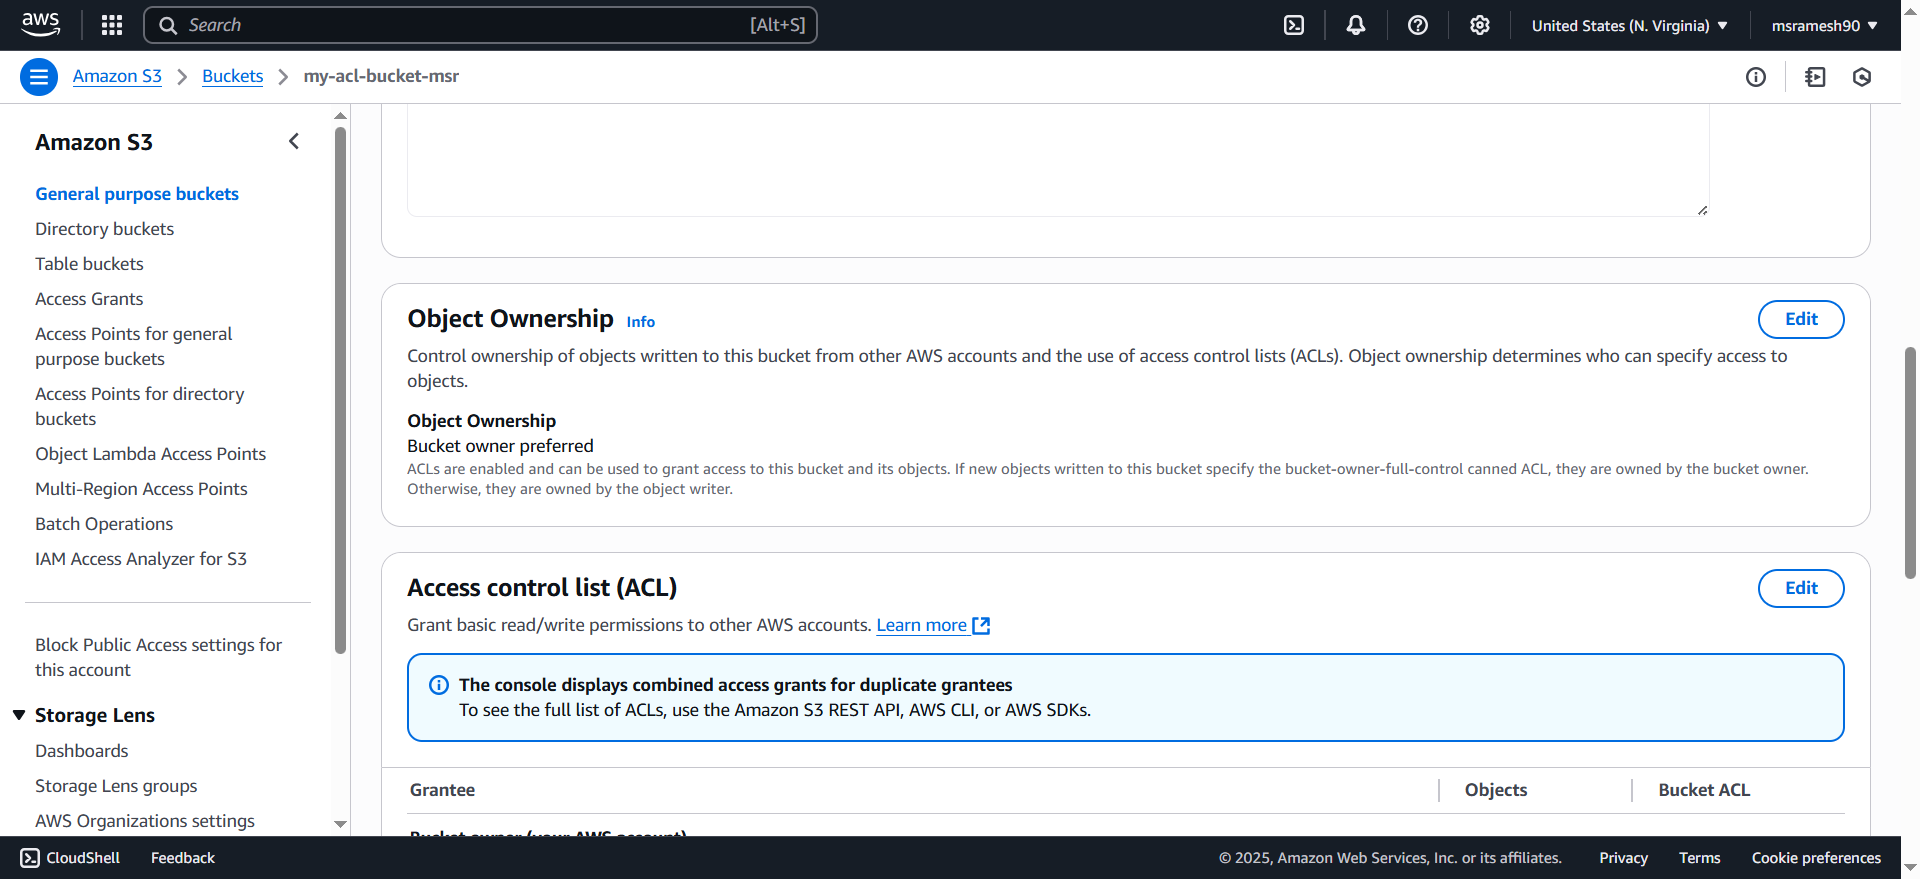 aws
Search
[Alt+S]
United States (N. Virginia)
msramesh90
Amazon S3
Buckets
my-acl-bucket-msr
Amazon S3
General purpose buckets
Directory buckets
Table buckets
Access Grants
Access Points for general
purpose buckets
Access Points for directory
buckets
Object Lambda Access Points
Multi-Region Access Points
Batch Operations
IAM Access Analyzer for S3
Block Public Access settings for
this account
Storage Lens
Dashboards
Storage Lens groups
AWS Organizations settings
Object Ownership Info
Edit
Control ownership of objects written to this bucket from other AWS accounts and the use of access control lists (ACLs). Object ownership determines who can specify access to
objects.
Object Ownership
Bucket owner preferred
ACLs are enabled and can be used to grant access to this bucket and its objects. If new objects written to this bucket specify the bucket-owner-full-control canned ACL, they are owned by the bucket owner.
Otherwise, they are owned by the object writer.
Access control list (ACL)
Edit
Grant basic read/write permissions to other AWS accounts. Learn more
The console displays combined access grants for duplicate grantees
To see the full list of ACLs, use the Amazon S3 REST API, AWS CLI, or AWS SDKs.
Grantee
Objects
Bucket ACL
Bucket owner (your AWS account)
CloudShell
Feedback
© 2025, Amazon Web Services, Inc. or its affiliates.
Privacy
Terms
Cookie preferences